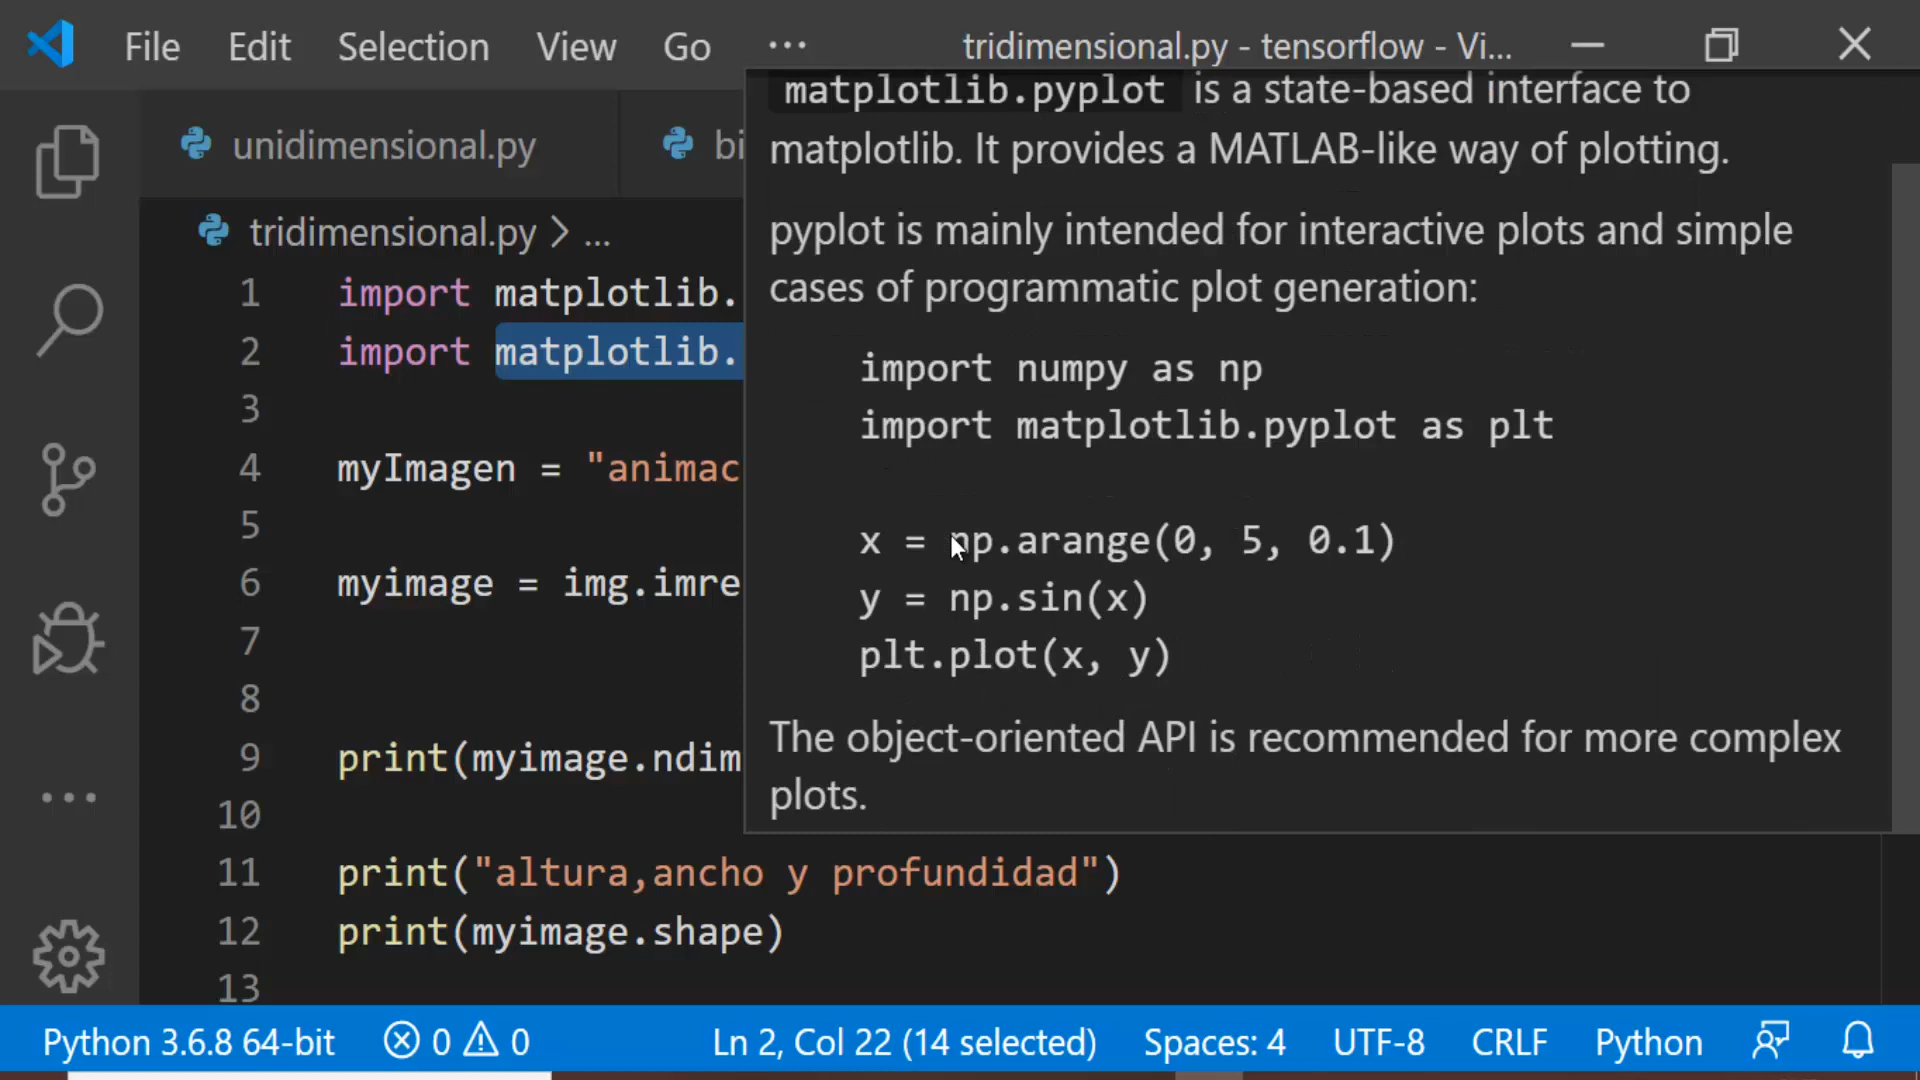 File Edit Selection View Go ... tridimensional.py - tensorflow - Vi...
unidimensional.py bi
tridimensional.py > ...
1 import matplotlib.
2 import matplotlib.
3
4 myImagen = "animac
5
6 myimage = img.imre
7
8
9 print(myimage.ndim
10
11 print("altura,ancho y profundidad")
12 print(myimage.shape)
13
matplotlib.pyplot is a state-based interface to
matplotlib. It provides a MATLAB-like way of plotting.
pyplot is mainly intended for interactive plots and simple
cases of programmatic plot generation:
import numpy as np
import matplotlib.pyplot as plt
x = np.arange(0, 5, 0.1)
y = np.sin(x)
plt.plot(x, y)
The object-oriented API is recommended for more complex
plots.
Python 3.6.8 64-bit 0 0 Ln 2, Col 22 (14 selected) Spaces: 4 UTF-8 CRLF Python